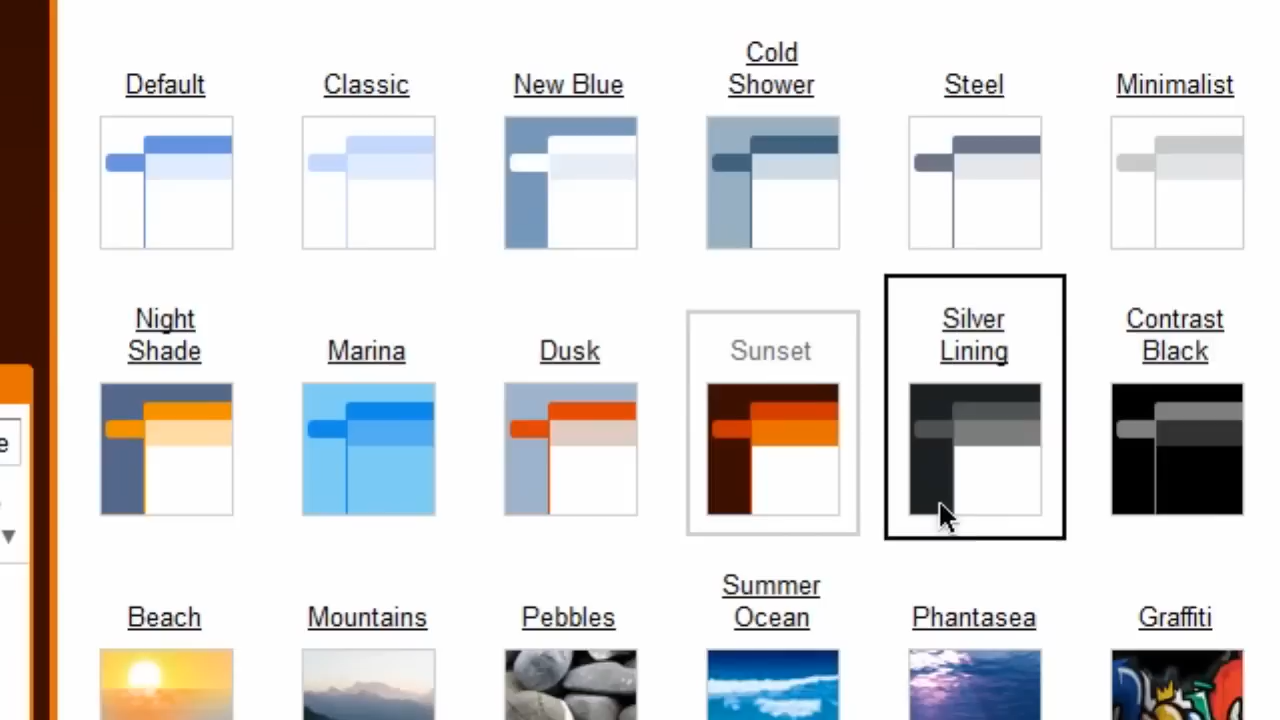 Default
Classic
New Blue
Cold
Shower
Steel
Minimalist
Night
Shade
Marina
Dusk
Sunset
Silver
Lining
Contrast
Black
e
Beach
Mountains
Pebbles
Summer
Ocean
Phantasea
Graffiti